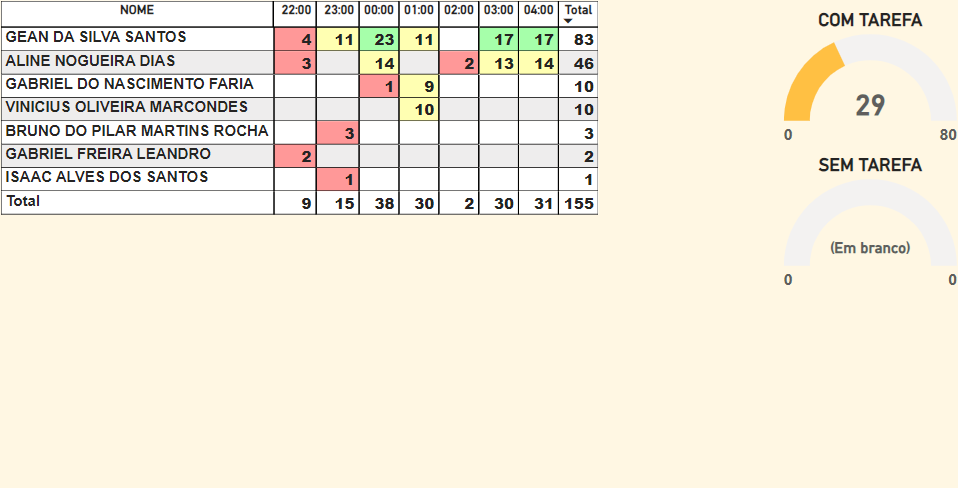 NOME 22:00 23:00 00:00 01:00 02:00 03:00 04:00 Total
GEAN DA SILVA SANTOS 4 11 23 11 17 17 83
ALINE NOGUEIRA DIAS 3 14 2 13 14 46
GABRIEL DO NASCIMENTO FARIA 1 9 10
VINICIUS OLIVEIRA MARCONDES 10 10
BRUNO DO PILAR MARTINS ROCHA 3 3
GABRIEL FREIRA LEANDRO 2 2
ISAAC ALVES DOS SANTOS 1 1
Total 9 15 38 30 2 30 31 155
COM TAREFA
29
0 80
SEM TAREFA
(Em branco)
0 0